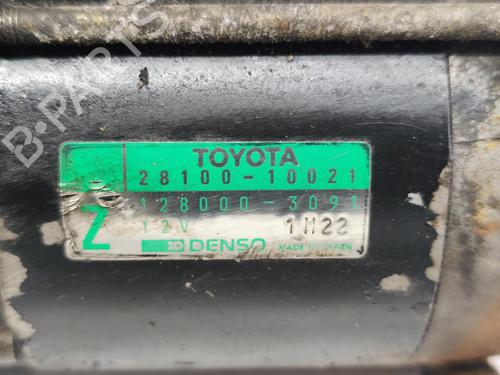 TOYOTA
28100-10021
128000-3091
Z
12V
1H22
DENSO
MADE IN JAPAN
B-PARTS